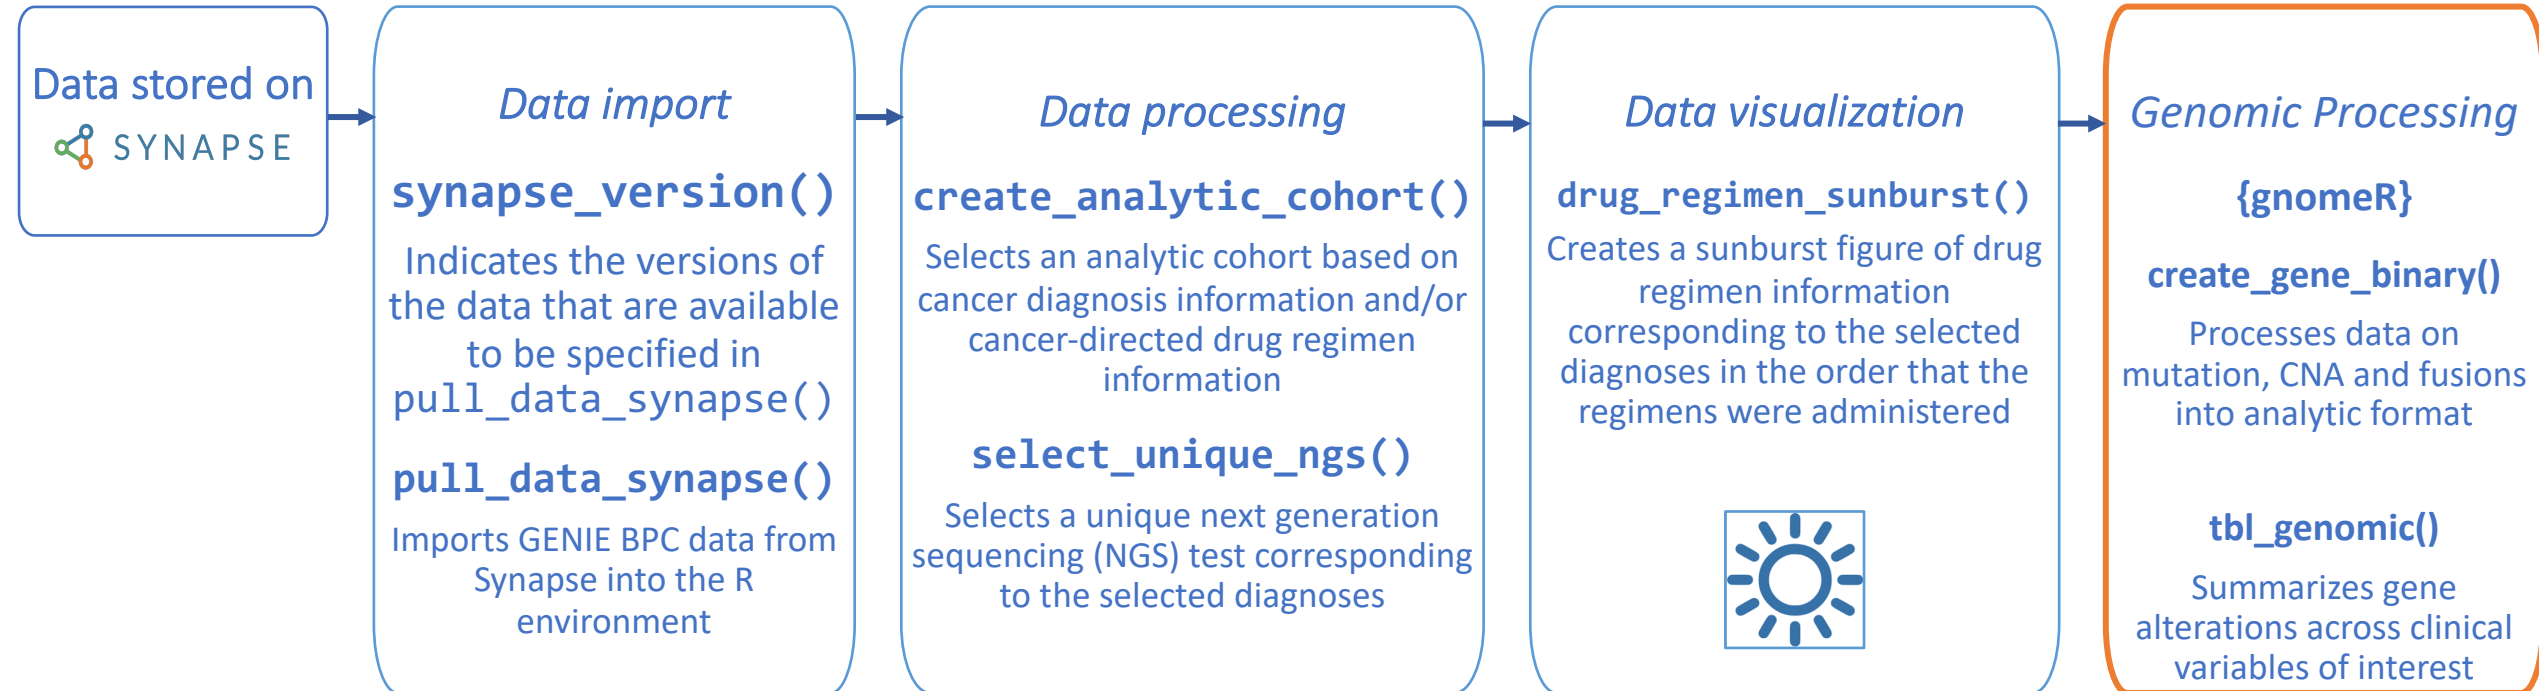 Data stored on
SYNAPSE
Data import
synapse_version()
Indicates the versions of
the data that are available
to be specified in
pull_data_synapse()
pull_data_synapse()
Imports GENIE BPC data from
Synapse into the R
environment
Data processing
create_analytic_cohort()
Selects an analytic cohort based on
cancer diagnosis information and/or
cancer-directed drug regimen
information
select_unique_ngs()
Selects a unique next generation
sequencing (NGS) test corresponding
to the selected diagnoses
Data visualization
drug_regimen_sunburst()
Creates a sunburst figure of drug
regimen information
corresponding to the selected
diagnoses in the order that the
regimens were administered
Genomic Processing
{gnomeR}
create_gene_binary()
Processes data on
mutation, CNA and fusions
into analytic format
tbl_genomic()
Summarizes gene
alterations across clinical
variables of interest